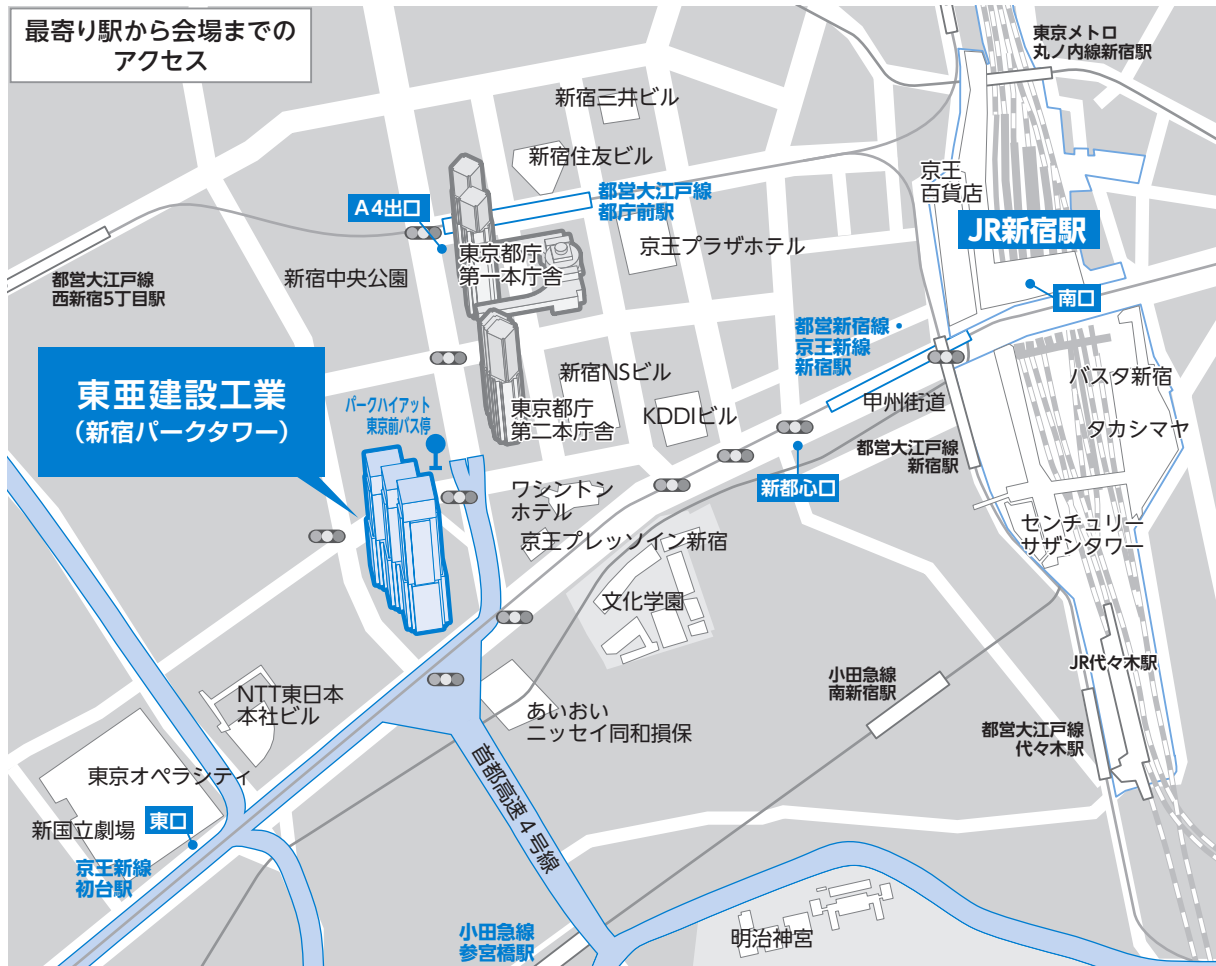 最寄り駅から会場までの
アクセス
東京メトロ
丸ノ内線新宿駅
新宿三井ビル
新宿住友ビル
京王
百貨店
都営大江戸線
都庁前駅
A4出口
JR新宿駅
京王プラザホテル
東京都庁
第一本庁舎
新宿中央公園
都営大江戸線
西新宿5丁目駅
南口
都営新宿線・
京王新線
新宿駅
東亜建設工業
（新宿パークタワー）
パークハイアット
東京前バス停
新宿NSビル
バスタ新宿
東京都庁
第二本庁舎
KDDIビル
甲州街道
タカシマヤ
都営大江戸線
新宿駅
新都心口
ワシントン
ホテル
京王プレッソイン新宿
センチュリー
サザンタワー
文化学園
JR代々木駅
小田急線
南新宿駅
NTT東日本
本社ビル
あいおい
ニッセイ同和損保
都営大江戸線
代々木駅
東京オペラシティ
首都高速4号線
新国立劇場
東口
京王新線
初台駅
小田急線
参宮橋駅
明治神宮